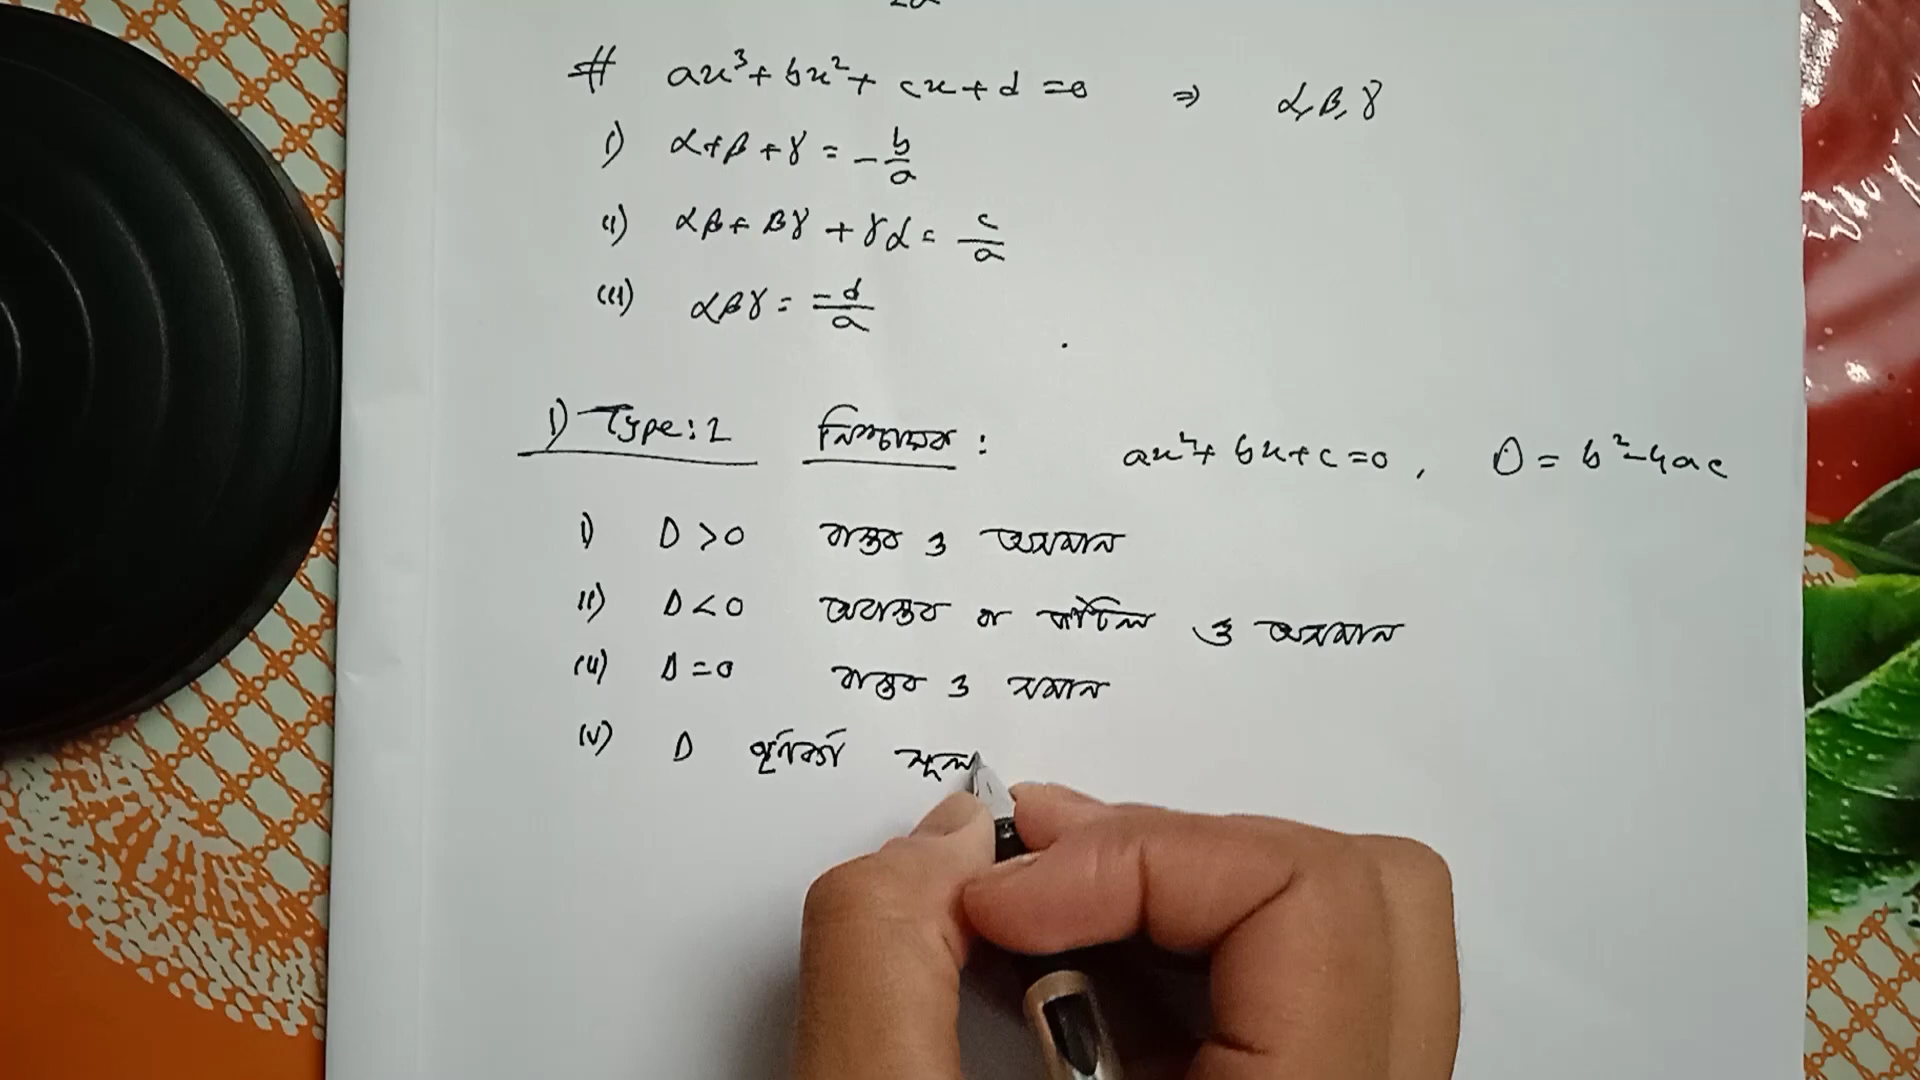 # ax³ + bx² + cx + d = 0 ⇒ α, β, γ
i) α + β + γ = - b/a
ii) αβ + βγ + γα = c/a
iii) αβγ = -d/a
1) Type: 2 নিশ্চায়ক : ax² + bx + c = 0 , D = b² - 4ac
i) D > 0 বাস্তব ও অসমান
ii) D < 0 অবাস্তব বা জটিল ও অসমান
iii) D = 0 বাস্তব ও সমান
iv) D পূর্ণবর্গ মূল